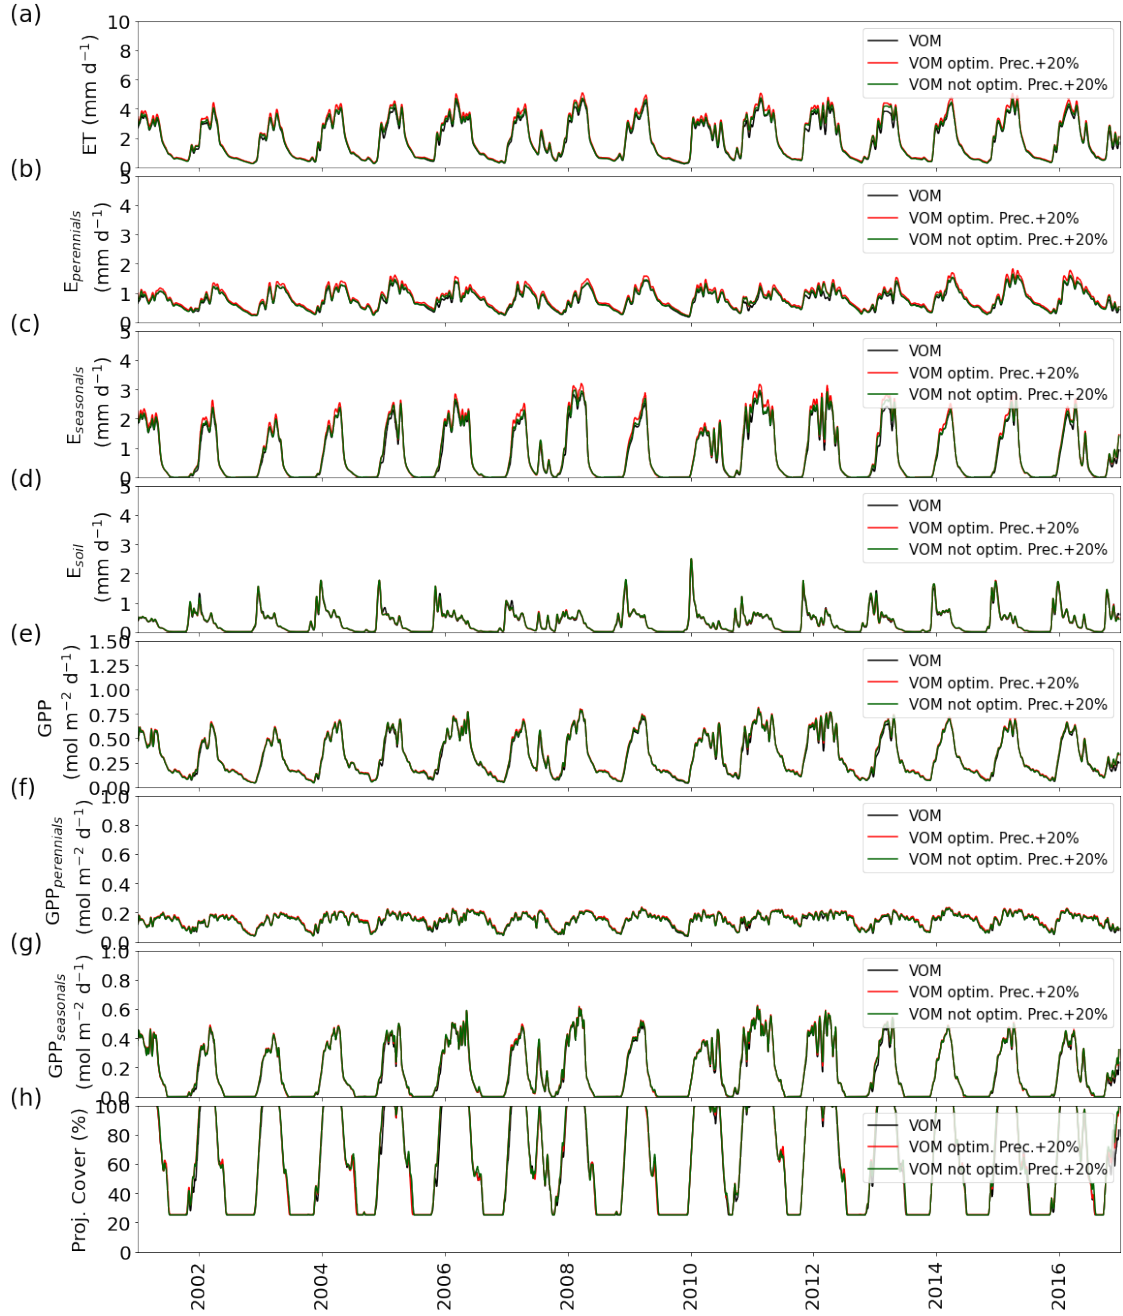 (a)
10
8
6
4
2
0
ET (mm d⁻¹)
VOM
VOM optim. Prec.+20%
VOM not optim. Prec.+20%
(b)
5
4
3
2
1
0
E_perennials
(mm d⁻¹)
VOM
VOM optim. Prec.+20%
VOM not optim. Prec.+20%
(c)
5
4
3
2
1
0
E_seasonals
(mm d⁻¹)
VOM
VOM optim. Prec.+20%
VOM not optim. Prec.+20%
(d)
5
4
3
2
1
0
E_soil
(mm d⁻¹)
VOM
VOM optim. Prec.+20%
VOM not optim. Prec.+20%
(e)
1.50
1.25
1.00
0.75
0.50
0.25
0.00
GPP
(mol m⁻² d⁻¹)
VOM
VOM optim. Prec.+20%
VOM not optim. Prec.+20%
(f)
1.0
0.8
0.6
0.4
0.2
0.0
GPP_perennials
(mol m⁻² d⁻¹)
VOM
VOM optim. Prec.+20%
VOM not optim. Prec.+20%
(g)
1.0
0.8
0.6
0.4
0.2
0.0
GPP_seasonals
(mol m⁻² d⁻¹)
VOM
VOM optim. Prec.+20%
VOM not optim. Prec.+20%
(h)
100
80
60
40
20
0
Proj. Cover (%)
VOM
VOM optim. Prec.+20%
VOM not optim. Prec.+20%
2002
2004
2006
2008
2010
2012
2014
2016